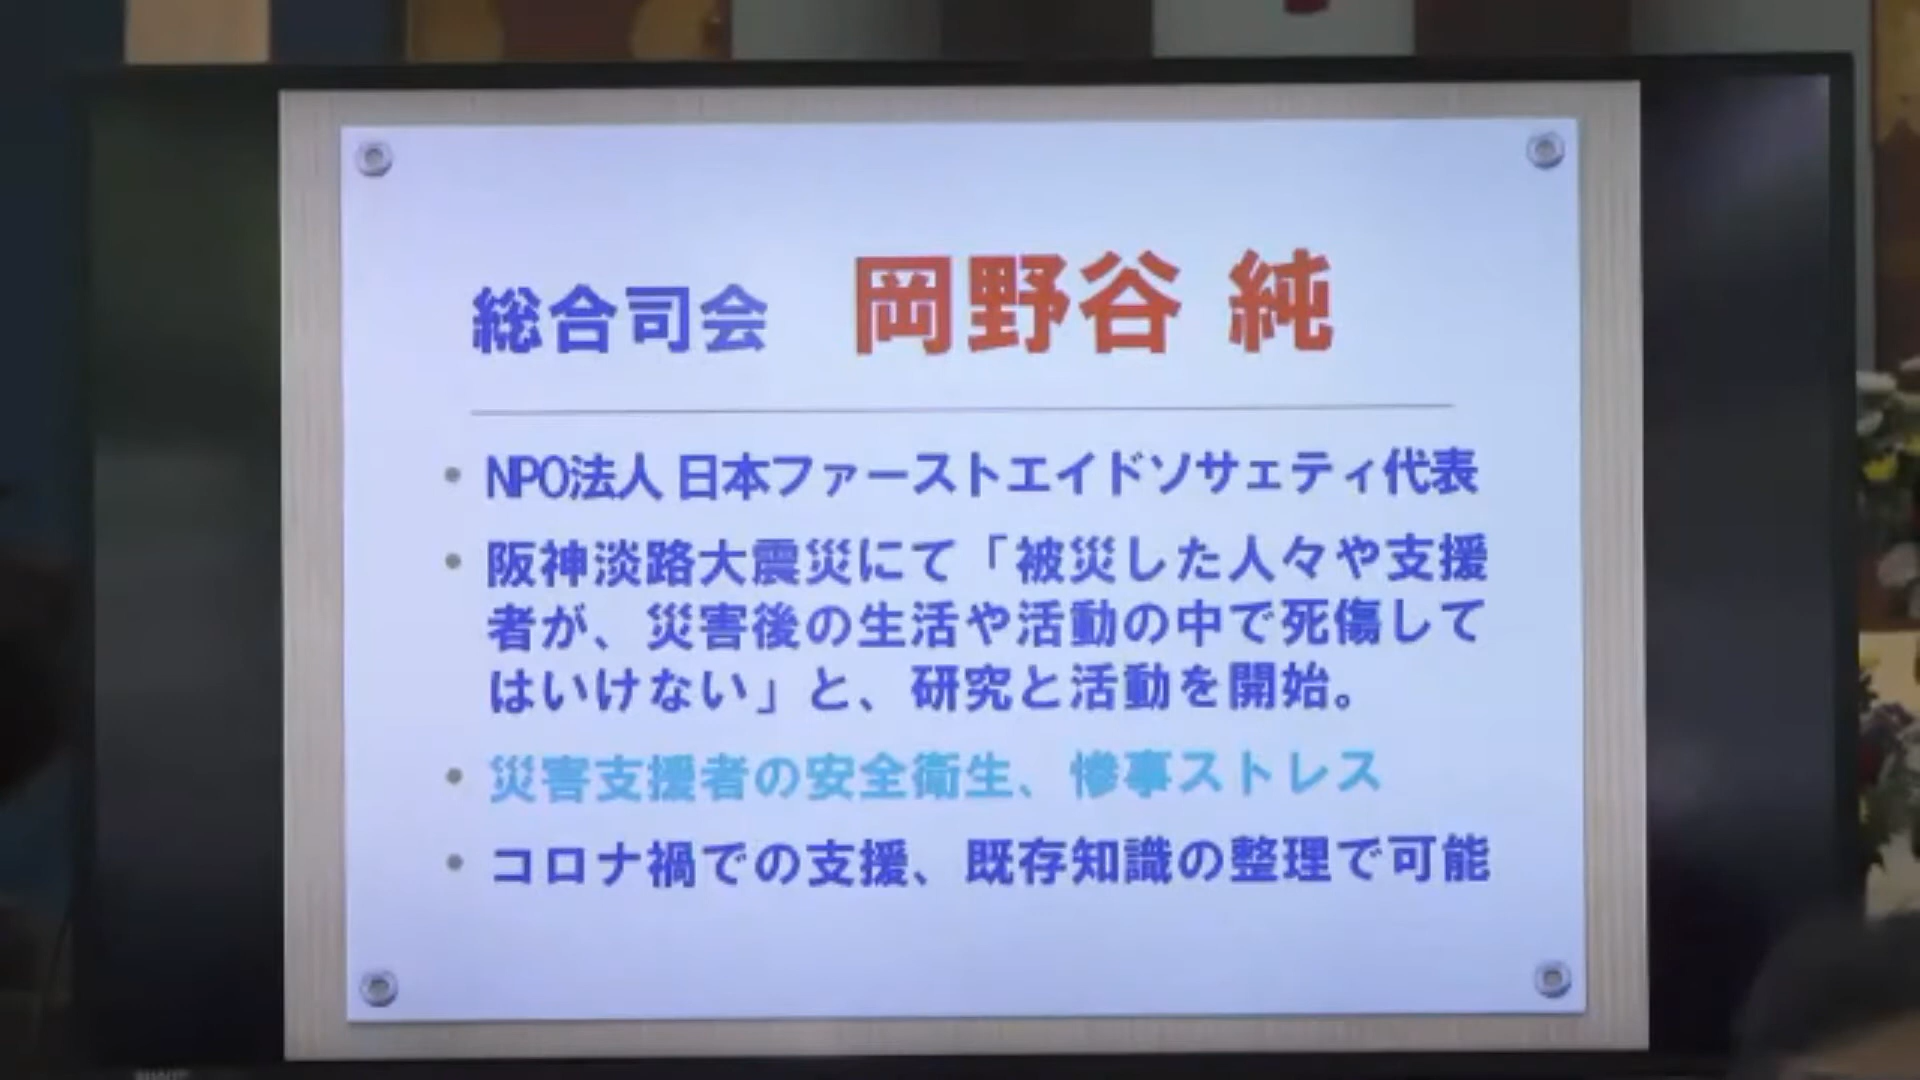 総合司会 岡野谷 純
・NPO法人 日本ファーストエイドソサェティ代表
・阪神淡路大震災にて「被災した人々や支援
者が、災害後の生活や活動の中で死傷して
はいけない」と、研究と活動を開始。
・災害支援者の安全衛生、惨事ストレス
・コロナ禍での支援、既存知識の整理で可能